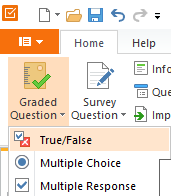 Home
Help
Graded
Question
Survey
Question
Info
Que
Imp
True/False
Multiple Choice
Multiple Response